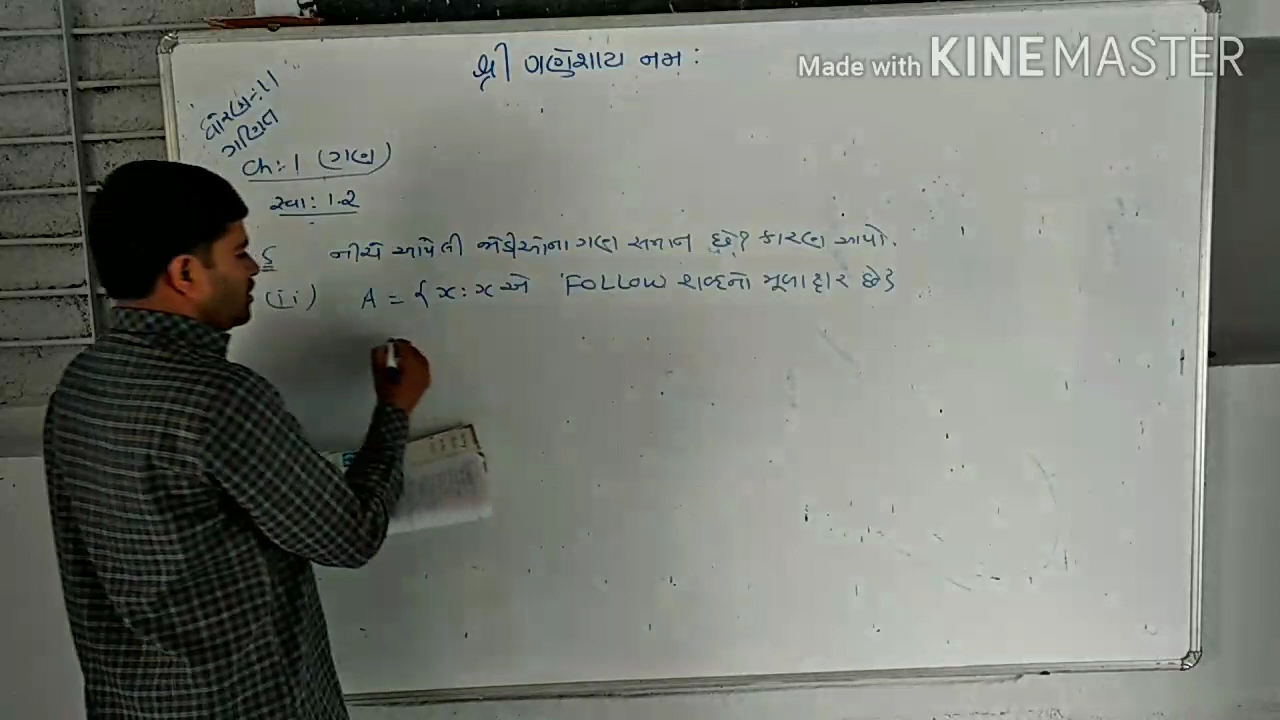 શ્રી ગણેશાય નમ:
Made with KINEMASTER
ધોરણ:-11
ગણિત
Ch:-1 (ગણ)
સ્વા: 1.2
5 નીચે આપેલી જોડીઓના ગણ સમાન છે? કારણ આપો.
(ii) A = {x : x એ 'FOLLOW શબ્દનો મૂળાક્ષર છે}